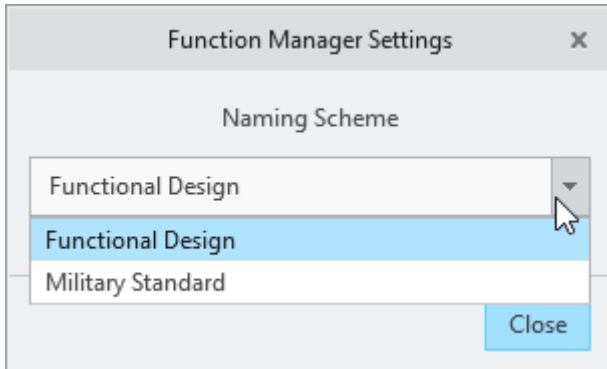 Function Manager Settings
Naming Scheme
Functional Design
Functional Design
Military Standard
Close